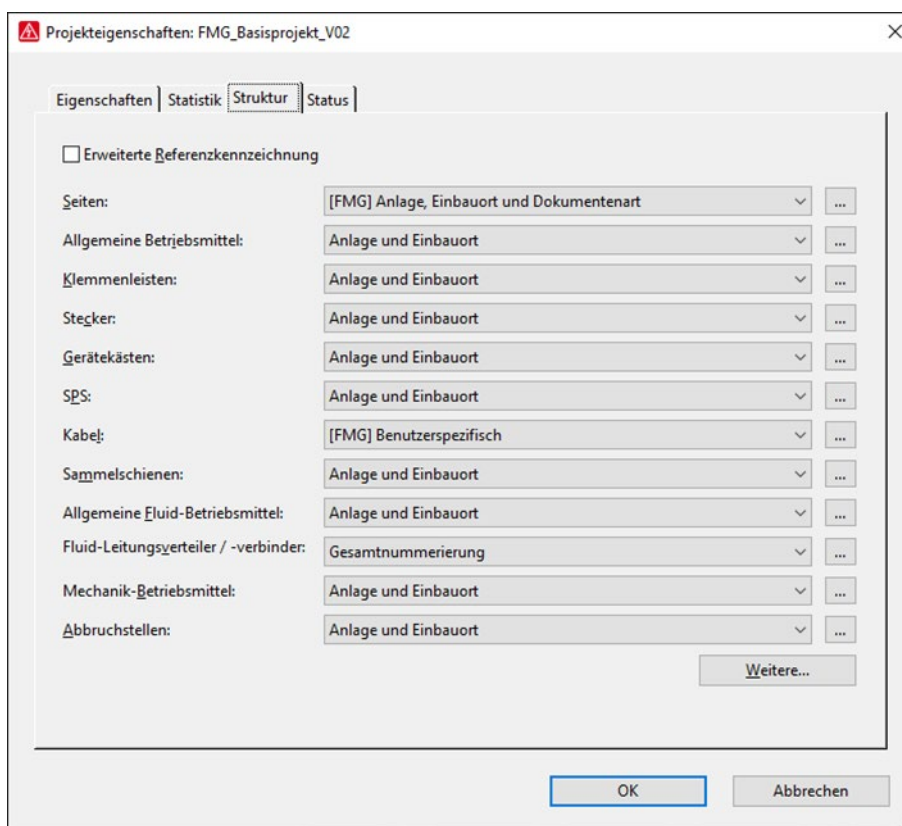 Projekteigenschaften: FMG_Basisprojekt_V02
Eigenschaften Statistik Struktur Status
Erweiterte Referenzkennzeichnung
Seiten: [FMG] Anlage, Einbauort und Dokumentenart ...
Allgemeine Betriebsmittel: Anlage und Einbauort ...
Klemmenleisten: Anlage und Einbauort ...
Stecker: Anlage und Einbauort ...
Gerätekästen: Anlage und Einbauort ...
SPS: Anlage und Einbauort ...
Kabel: [FMG] Benutzerspezifisch ...
Sammelschienen: Anlage und Einbauort ...
Allgemeine Fluid-Betriebsmittel: Anlage und Einbauort ...
Fluid-Leitungsverteiler / -verbinder: Gesamtnummerierung ...
Mechanik-Betriebsmittel: Anlage und Einbauort ...
Abbruchstellen: Anlage und Einbauort ...
Weitere...
OK Abbrechen